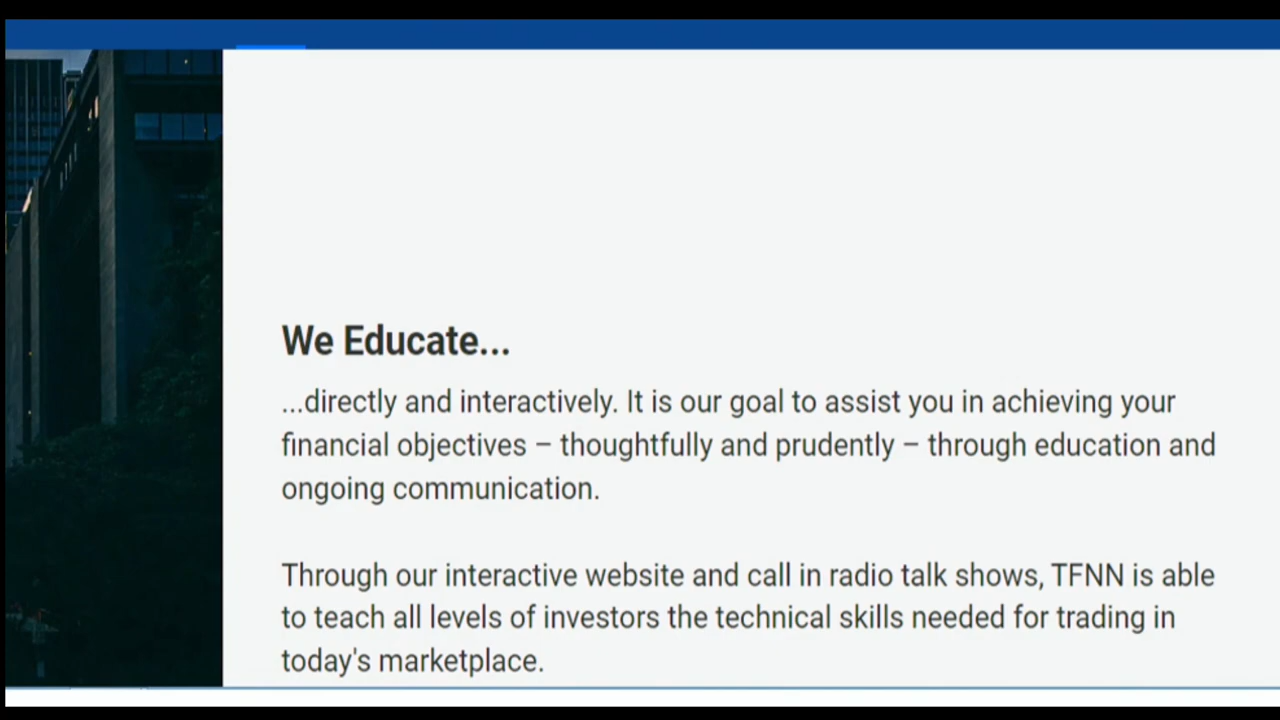 We Educate...
...directly and interactively. It is our goal to assist you in achieving your
financial objectives – thoughtfully and prudently – through education and
ongoing communication.
Through our interactive website and call in radio talk shows, TFNN is able
to teach all levels of investors the technical skills needed for trading in
today's marketplace.